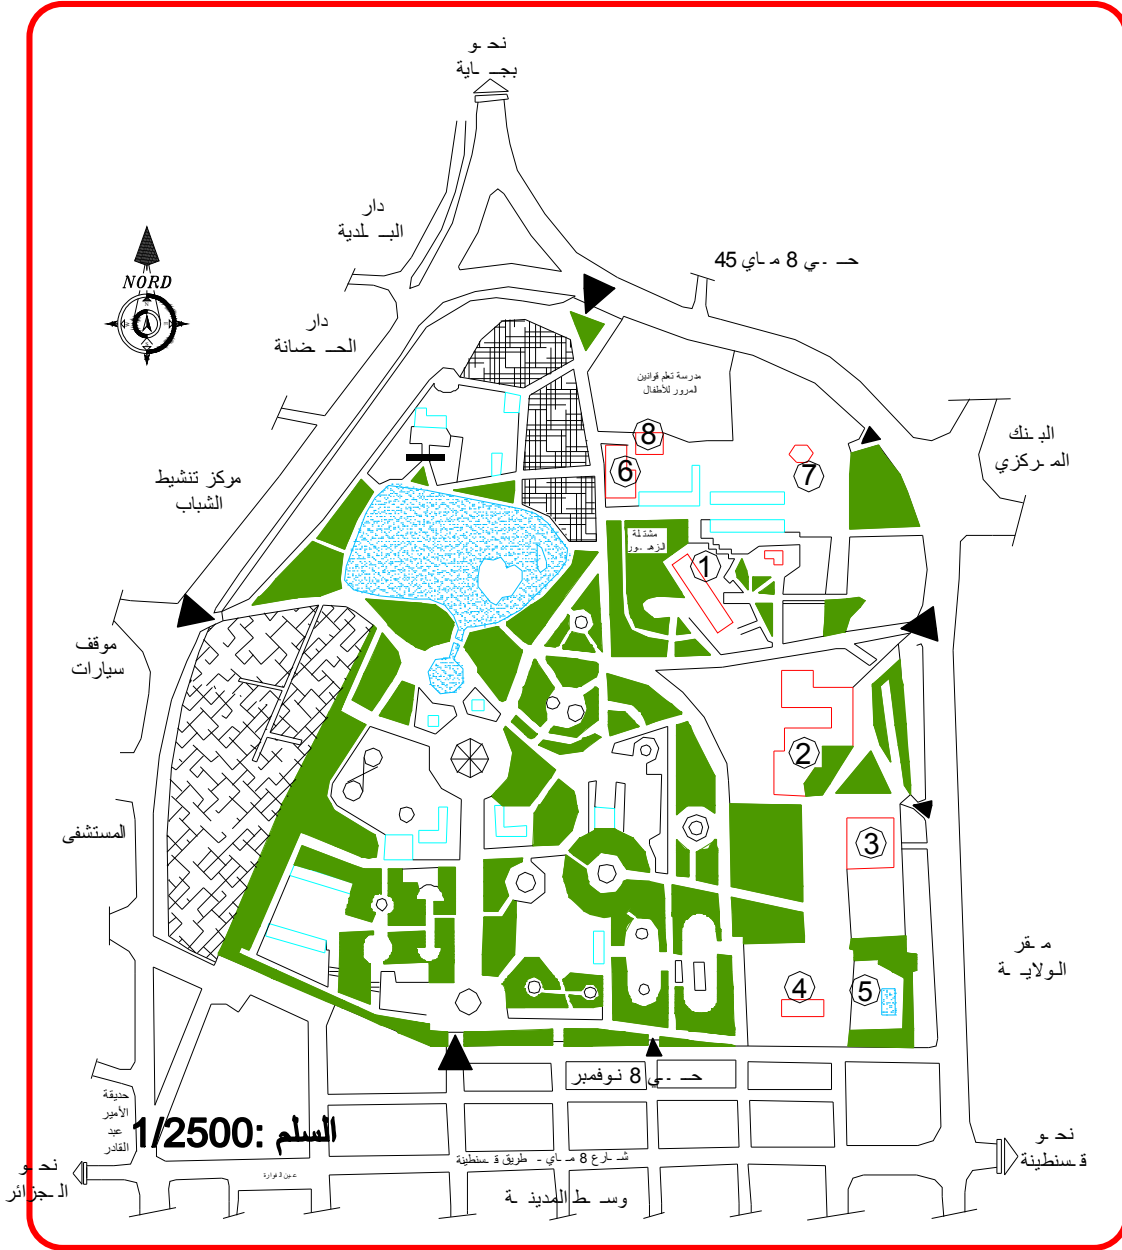 نحو
بجاية
دار
البلدية
حي 8 ماي 45
NORD
دار
الحضانة
مدرسة تعلم قوانين
المرور للأطفال
البنك
المركزي
8
6
7
مركز تنشيط
الشباب
مشتلة
الزهور
1
موقف
سيارات
2
المستشفى
3
مقر
الولاية
4
5
حي 8 نوفمبر
حديقة
الأمير
عبد
القادر
السلم :1/2500
نحو
قسنطينة
شارع 8 ماي - طريق قسنطينة
نحو
الجزائر
عين الفوارة
وسط المدينة